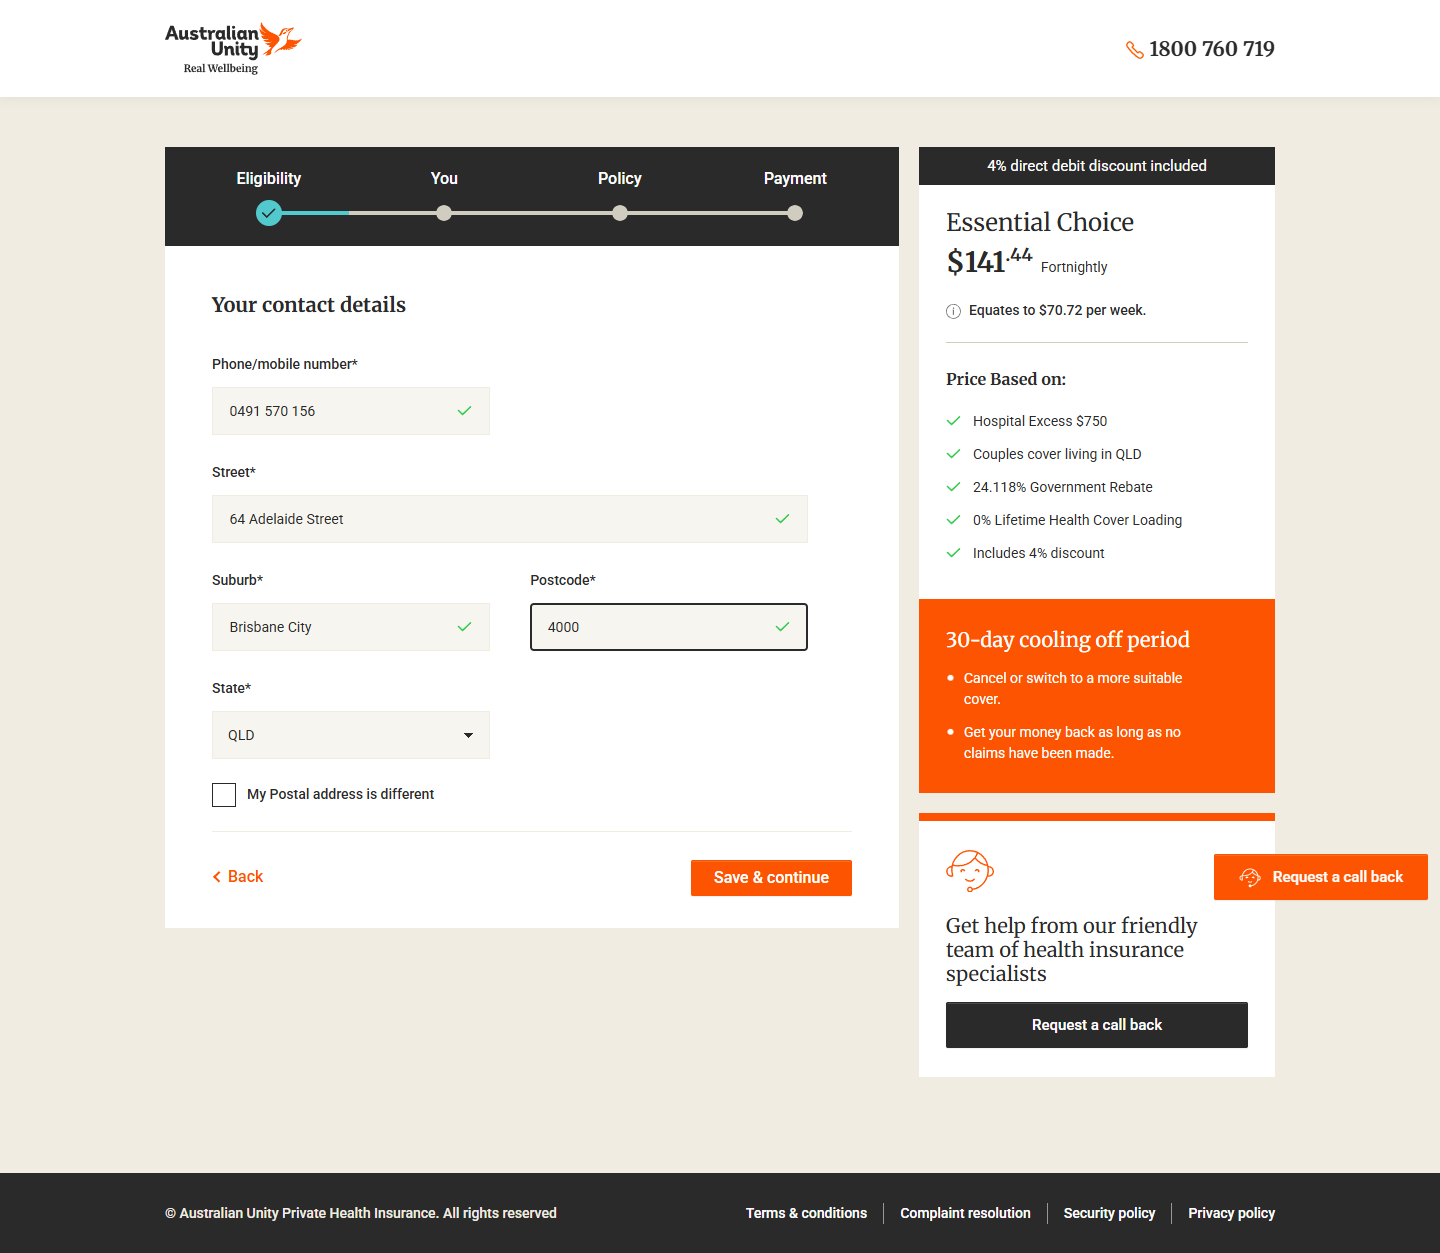 Australian
Unity
Real Wellbeing
1800 760 719
Eligibility
You
Policy
Payment
Your contact details
Phone/mobile number*
0491 570 156
Street*
64 Adelaide Street
Suburb*
Postcode*
Brisbane City
4000
State*
QLD
My Postal address is different
Back
Save & continue
4% direct debit discount included
Essential Choice
$141.44 Fortnightly
Equates to $70.72 per week.
Price Based on:
Hospital Excess $750
Couples cover living in QLD
24.118% Government Rebate
0% Lifetime Health Cover Loading
Includes 4% discount
30-day cooling off period
Cancel or switch to a more suitable
cover.
Get your money back as long as no
claims have been made.
Request a call back
Get help from our friendly
team of health insurance
specialists
Request a call back
© Australian Unity Private Health Insurance. All rights reserved
Terms & conditions
Complaint resolution
Security policy
Privacy policy